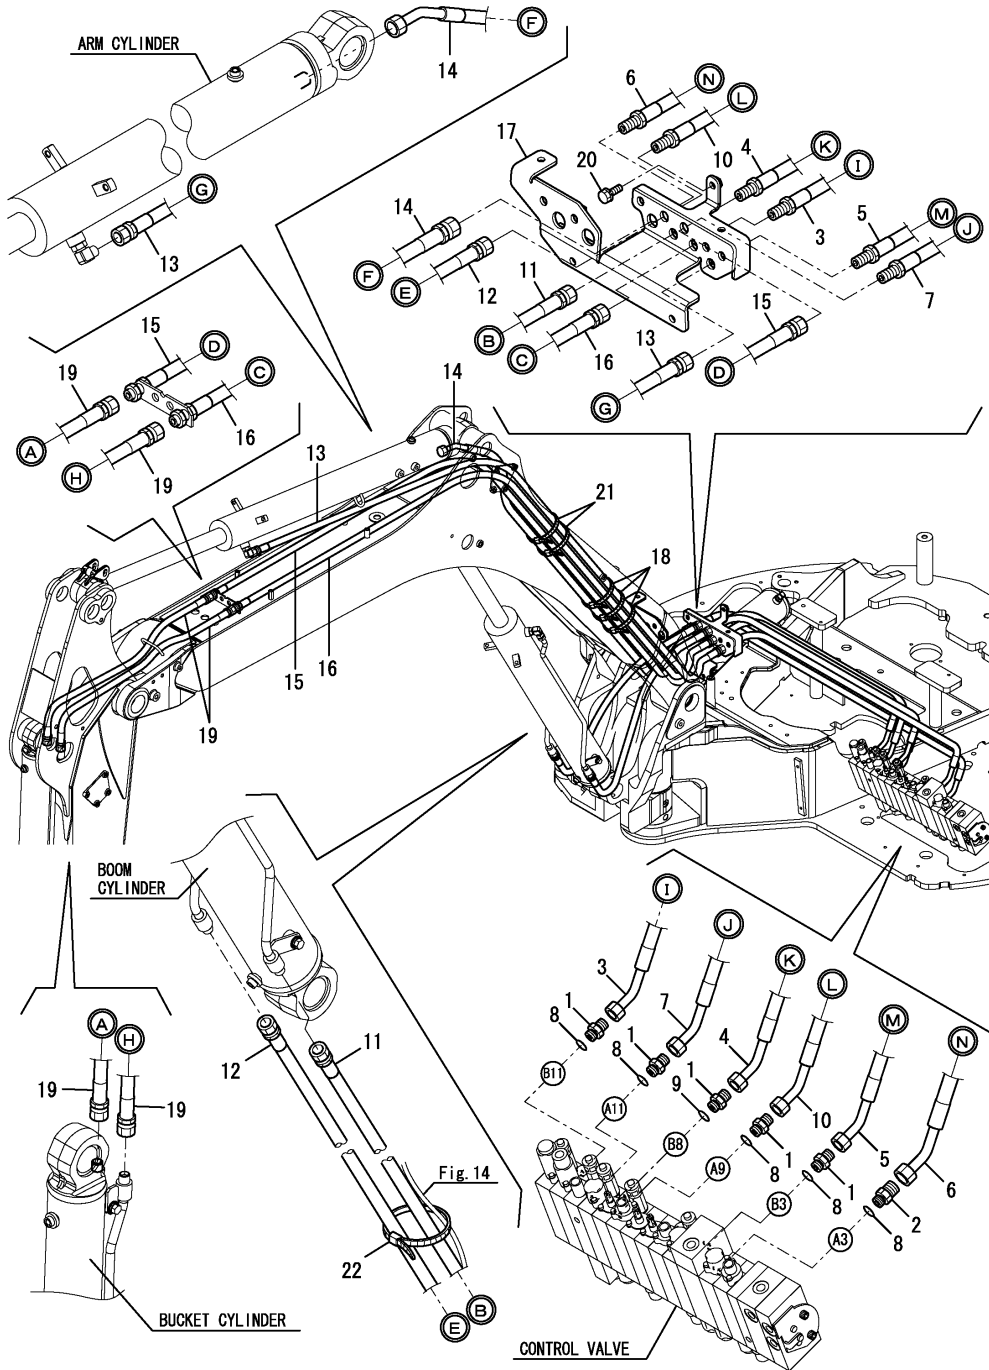 ARM CYLINDER
14
F
G
13
6
N
L
17
20
10
4
K
I
3
5
M
J
7
14
F
E
12
11
B
C
16
13
G
15
D
15
D
19
C
16
A
H
19
14
13
21
18
16
15
19
BOOM
CYLINDER
12
11
Fig.14
22
E
B
A
H
19
19
BUCKET CYLINDER
I
J
K
L
M
N
3
7
4
10
5
6
1
8
B11
1
8
A11
1
9
B8
1
8
A9
1
8
B3
2
8
A3
CONTROL VALVE